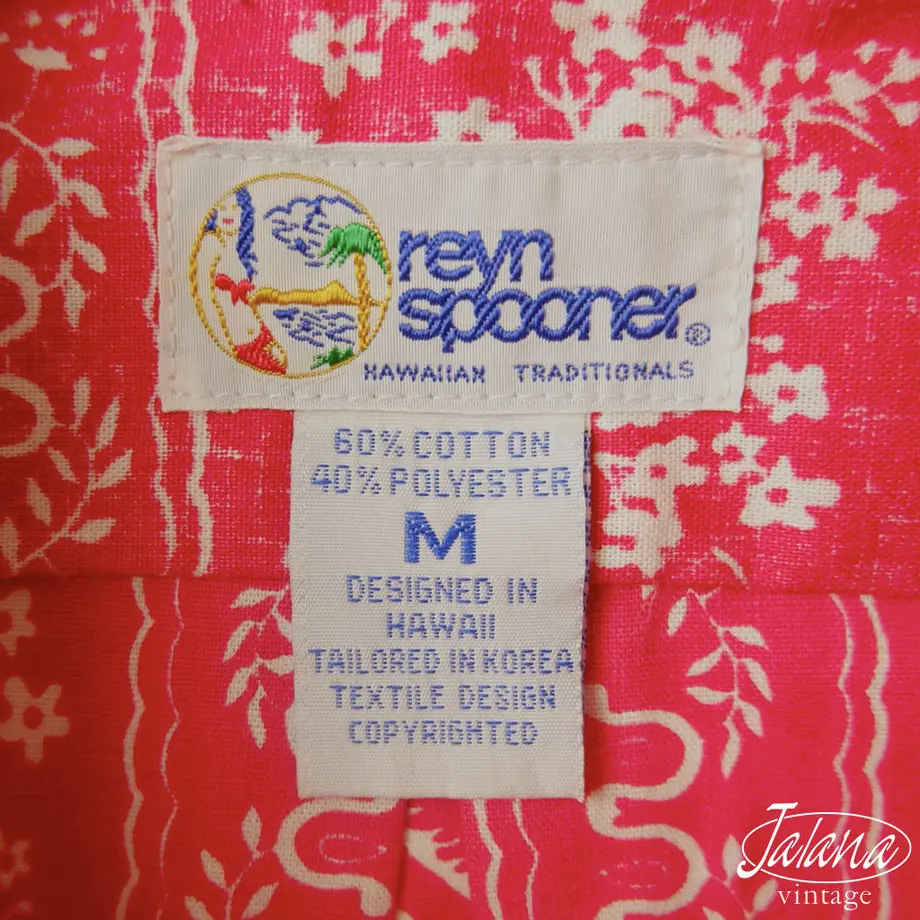 reyn
spooner®
HAWAIIAN TRADITIONALS
60% COTTON
40% POLYESTER
M
DESIGNED IN
HAWAII
TAILORED IN KOREA
TEXTILE DESIGN
COPYRIGHTED
Jalana
vintage